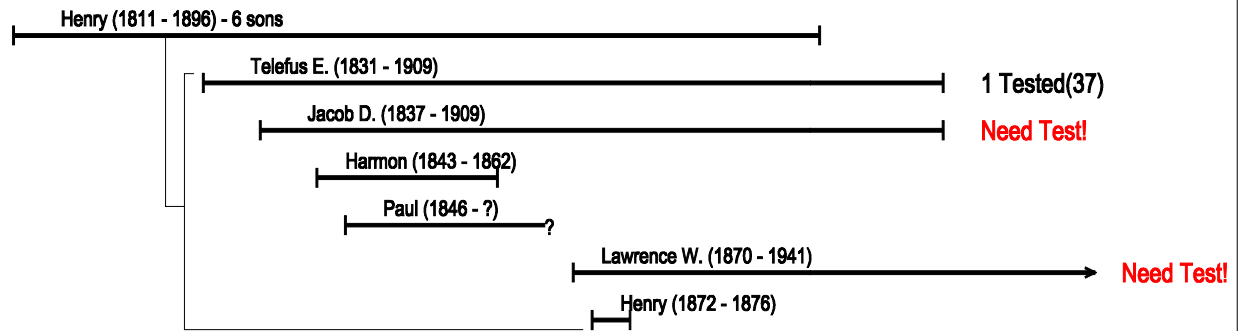 Henry (1811 - 1896) - 6 sons
Telefus E. (1831 - 1909)
1 Tested(37)
Jacob D. (1837 - 1909)
Need Test!
Harmon (1843 - 1862)
Paul (1846 - ?)
?
Lawrence W. (1870 - 1941)
Need Test!
Henry (1872 - 1876)